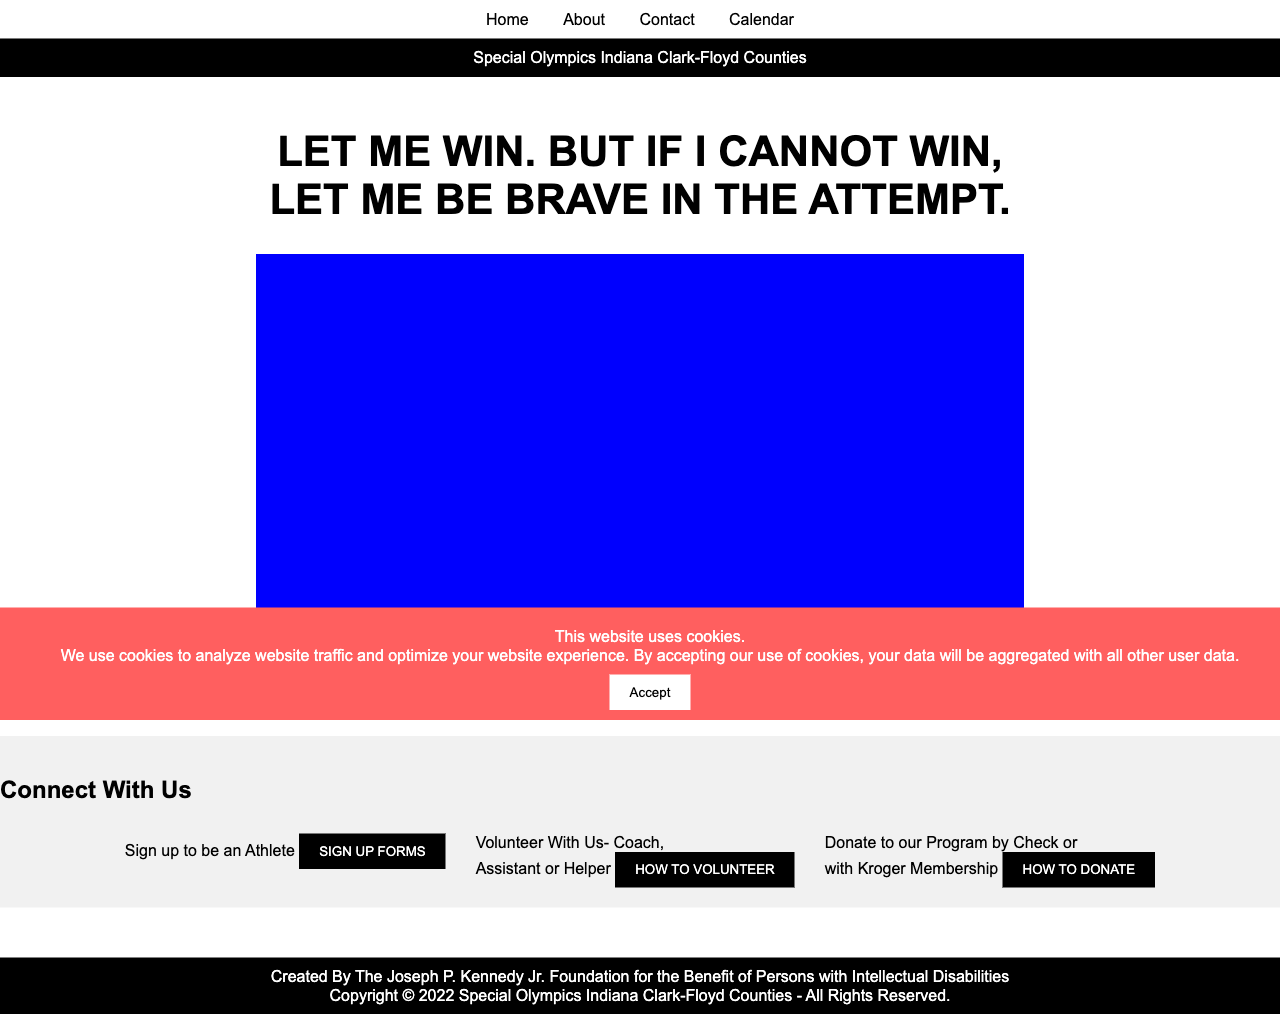 Home About Contact Calendar
Special Olympics Indiana Clark-Floyd Counties
LET ME WIN. BUT IF I CANNOT WIN,
LET ME BE BRAVE IN THE ATTEMPT.
This website uses cookies.
We use cookies to analyze website traffic and optimize your website experience. By accepting our use of cookies, your data will be aggregated with all other user data.
Accept
Connect With Us
Sign up to be an Athlete SIGN UP FORMS
Volunteer With Us- Coach,
Assistant or Helper HOW TO VOLUNTEER
Donate to our Program by Check or
with Kroger Membership HOW TO DONATE
Created By The Joseph P. Kennedy Jr. Foundation for the Benefit of Persons with Intellectual Disabilities
Copyright © 2022 Special Olympics Indiana Clark-Floyd Counties - All Rights Reserved.